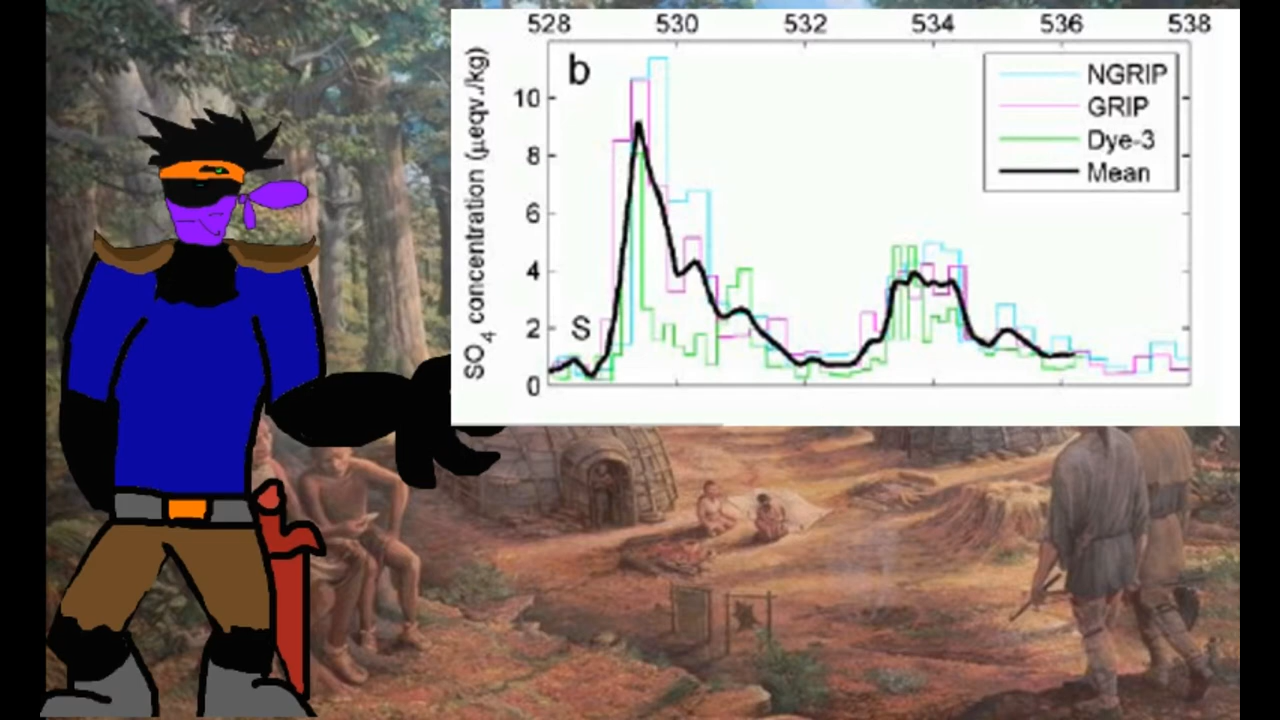 528 530 532 534 536 538
b
NGRIP
GRIP
Dye-3
Mean
SO4 concentration (μeqv./kg)
10
8
6
4
2
0
S